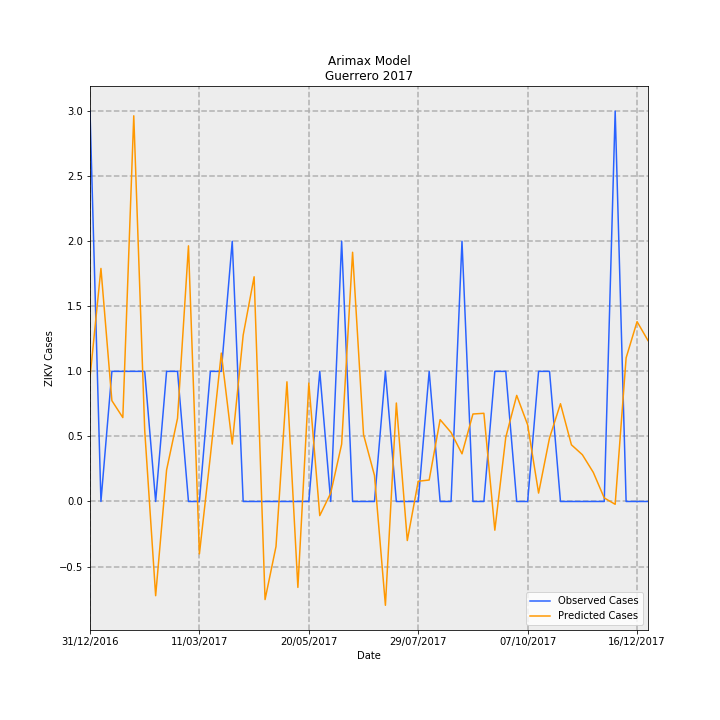 Arimax Model
Guerrero 2017
ZIKV Cases
3.0
2.5
2.0
1.5
1.0
0.5
0.0
−0.5
31/12/2016 11/03/2017 20/05/2017 29/07/2017 07/10/2017 16/12/2017
Date
Observed Cases
Predicted Cases